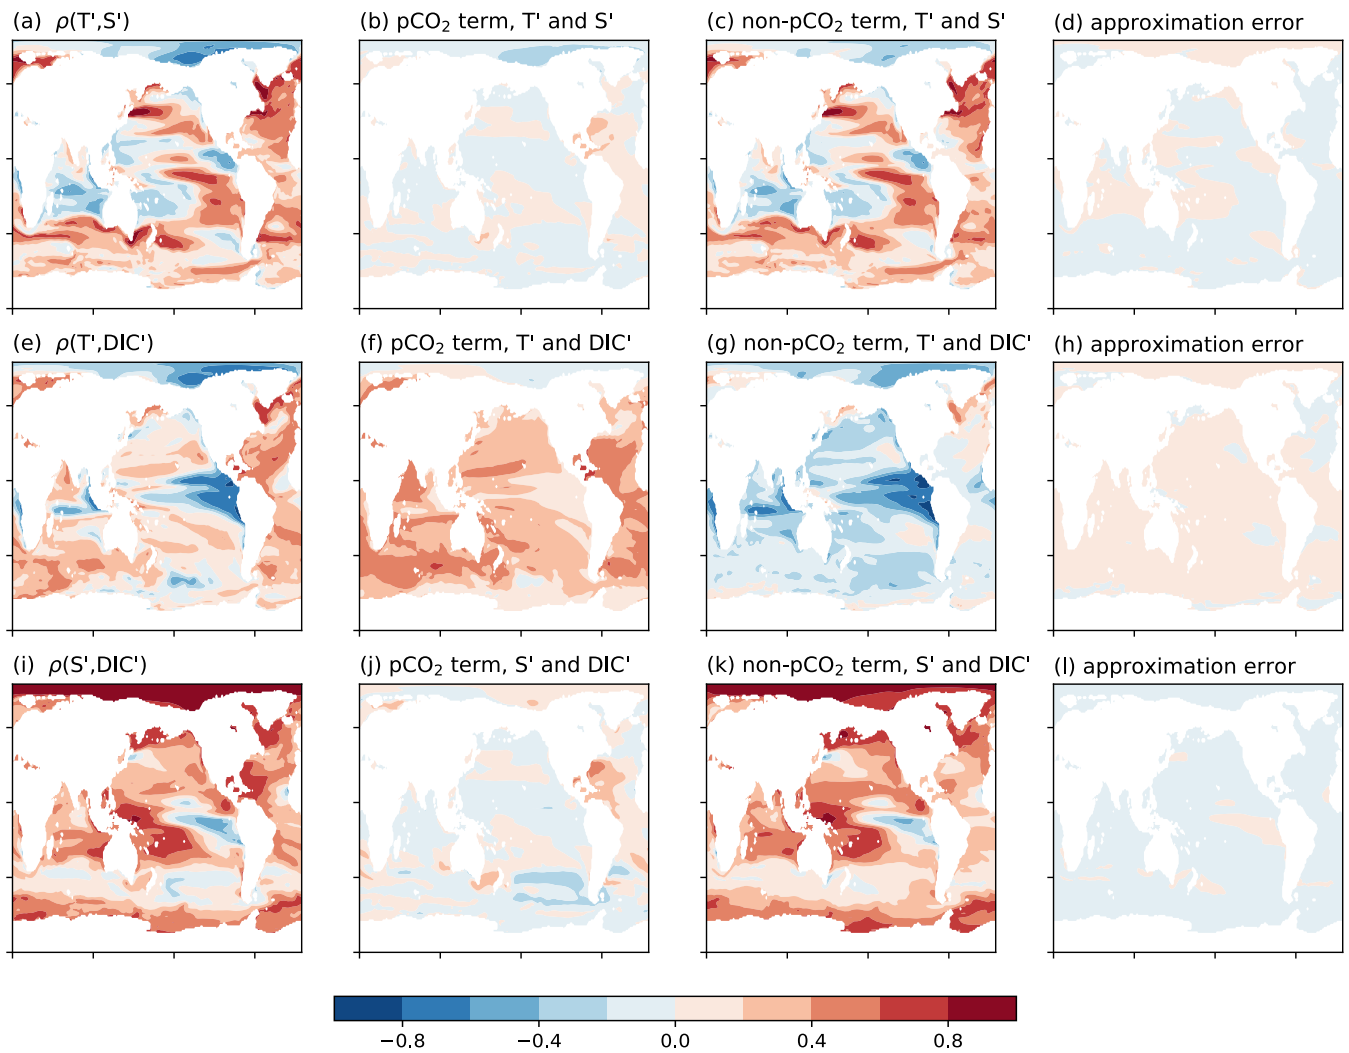 (a) ρ(T',S')
(b) pCO₂ term, T' and S'
(c) non-pCO₂ term, T' and S'
(d) approximation error
(e) ρ(T',DIC')
(f) pCO₂ term, T' and DIC'
(g) non-pCO₂ term, T' and DIC'
(h) approximation error
(i) ρ(S',DIC')
(j) pCO₂ term, S' and DIC'
(k) non-pCO₂ term, S' and DIC'
(l) approximation error
−0.8 −0.4 0.0 0.4 0.8